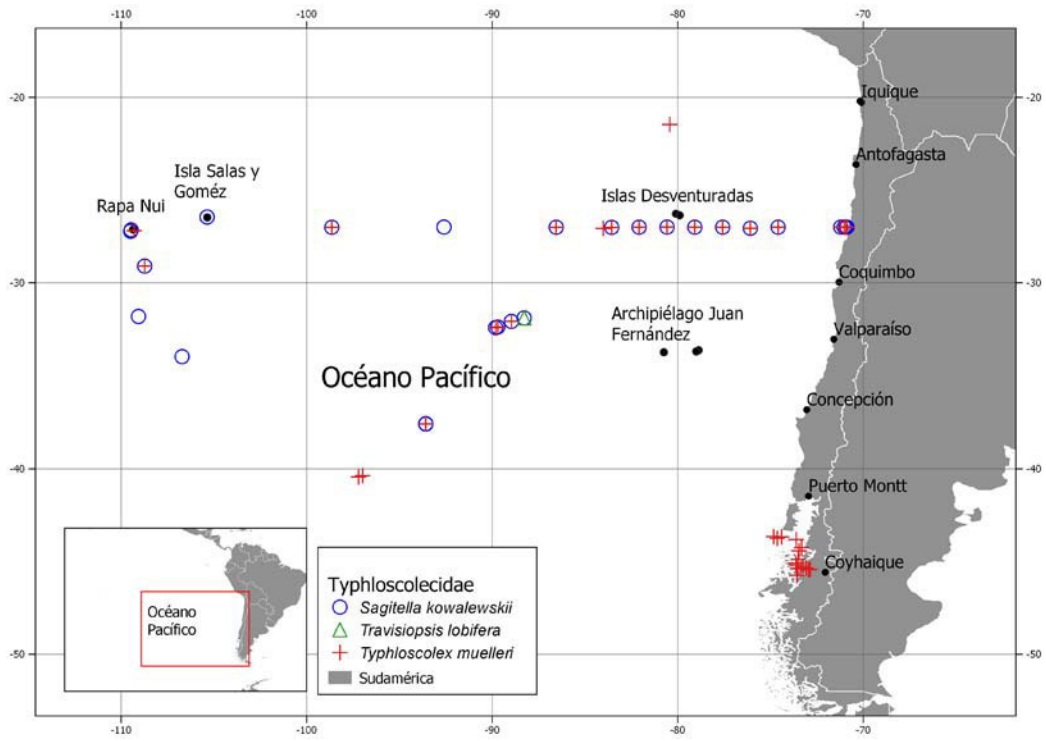 -110 -100 -90 -80 -70
-20 -20
Iquique
Antofagasta
Isla Salas y
Goméz
Rapa Nui
Islas Desventuradas
-30 -30
Coquimbo
Archipiélago Juan
Fernández
Valparaíso
Océano Pacífico
Concepción
-40 -40
Puerto Montt
Coyhaique
Océano
Pacífico
Typhloscolecidae
Sagitella kowalewskii
Travisiopsis lobifera
Typhloscolex muelleri
Sudamérica
-50 -50
-110 -100 -90 -80 -70